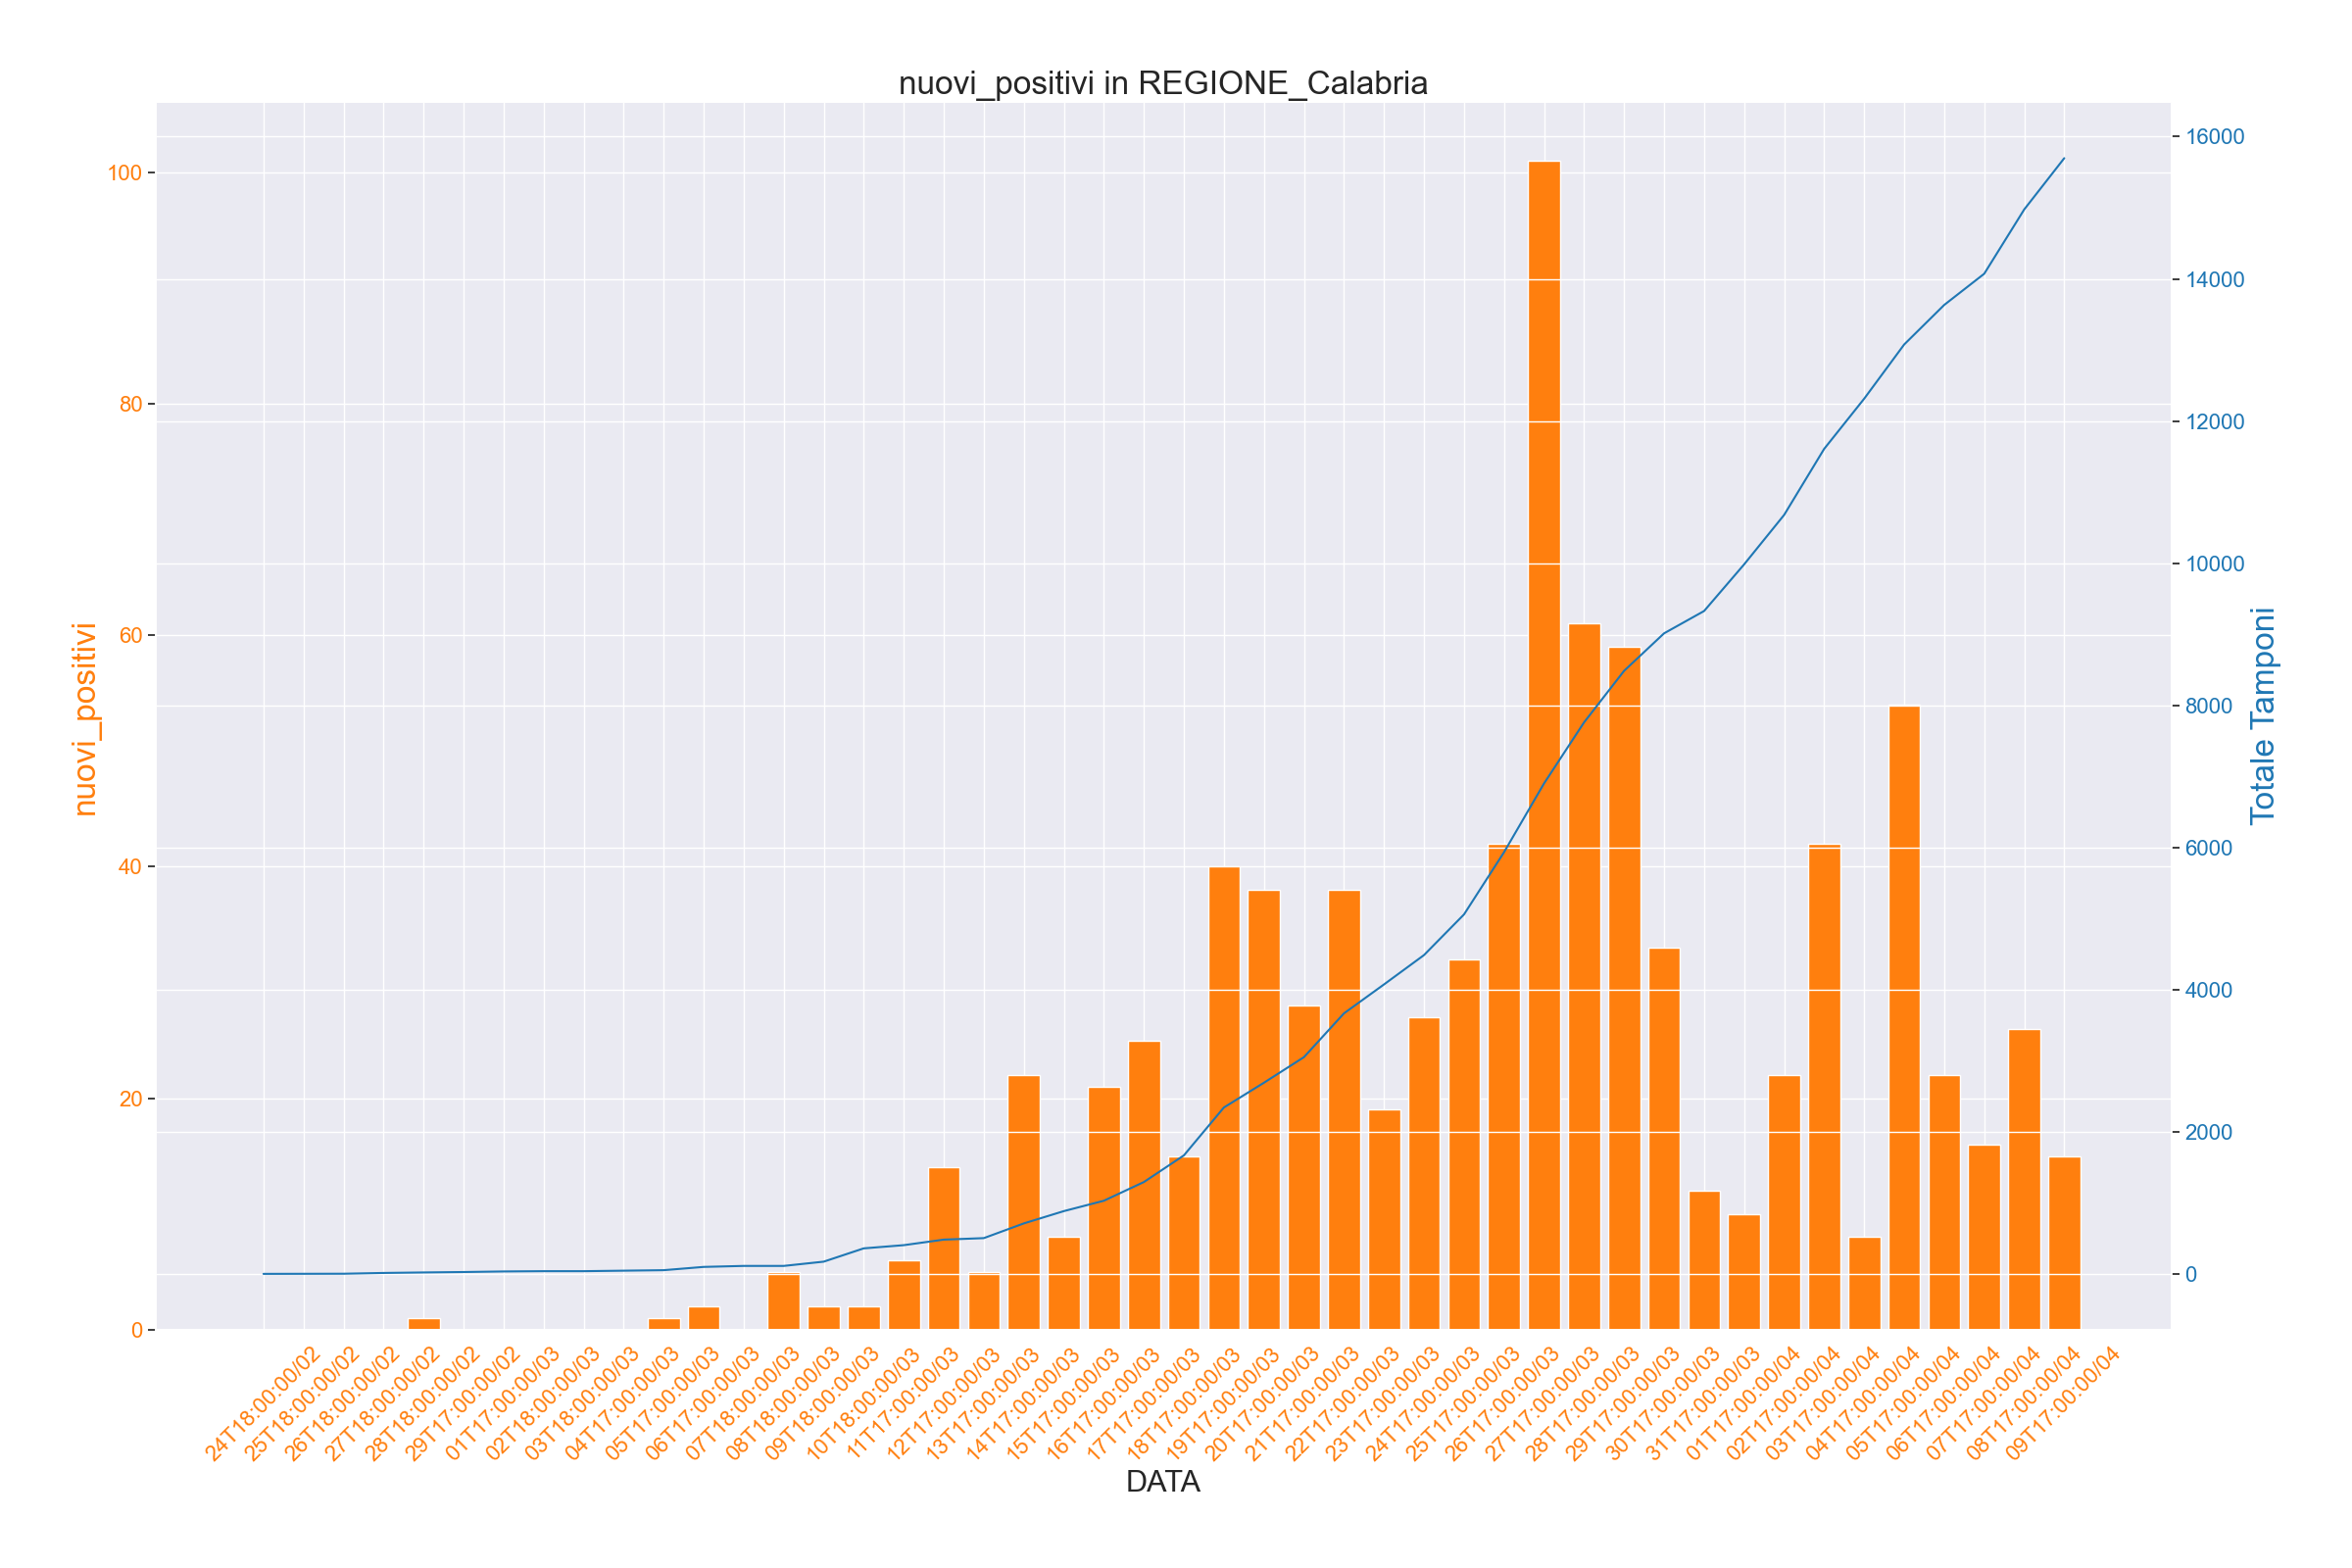 nuovi_positivi in REGIONE_Calabria
nuovi_positivi
100
80
60
40
20
0
16000
14000
12000
10000
8000
6000
4000
2000
0
Totale Tamponi
24T18:00:00/02
25T18:00:00/02
26T18:00:00/02
27T18:00:00/02
28T18:00:00/02
29T17:00:00/02
01T17:00:00/03
02T18:00:00/03
03T18:00:00/03
04T17:00:00/03
05T17:00:00/03
06T17:00:00/03
07T18:00:00/03
08T18:00:00/03
09T18:00:00/03
10T18:00:00/03
11T17:00:00/03
12T17:00:00/03
13T17:00:00/03
14T17:00:00/03
15T17:00:00/03
16T17:00:00/03
17T17:00:00/03
18T17:00:00/03
19T17:00:00/03
20T17:00:00/03
21T17:00:00/03
22T17:00:00/03
23T17:00:00/03
24T17:00:00/03
25T17:00:00/03
26T17:00:00/03
27T17:00:00/03
28T17:00:00/03
29T17:00:00/03
30T17:00:00/03
31T17:00:00/03
01T17:00:00/04
02T17:00:00/04
03T17:00:00/04
04T17:00:00/04
05T17:00:00/04
06T17:00:00/04
07T17:00:00/04
08T17:00:00/04
09T17:00:00/04
DATA